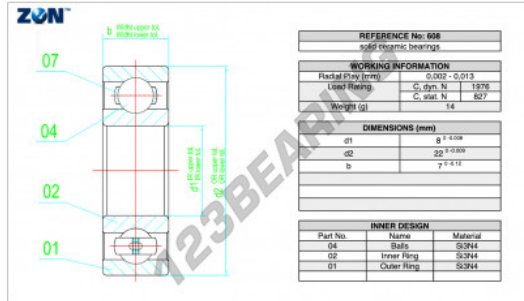 ZEN™
b Width upper tol.
Width lower tol.
07
04
02
01
d1 IR upper tol.
IR lower tol.
d2 OR upper tol.
OR lower tol.
123BEARING
REFERENCE No: 608
solid ceramic bearings
WORKING INFORMATION
Radial Play (mm) 0,002 - 0,013
Load Rating C, dyn. N 1976
C, stat. N 827
Weight (g) 14
DIMENSIONS (mm)
d1 8 0 -0.008
d2 22 0 -0.009
b 7 0 -0.12
INNER DESIGN
Part No. Name Material
04 Balls Si3N4
02 Inner Ring Si3N4
01 Outer Ring Si3N4